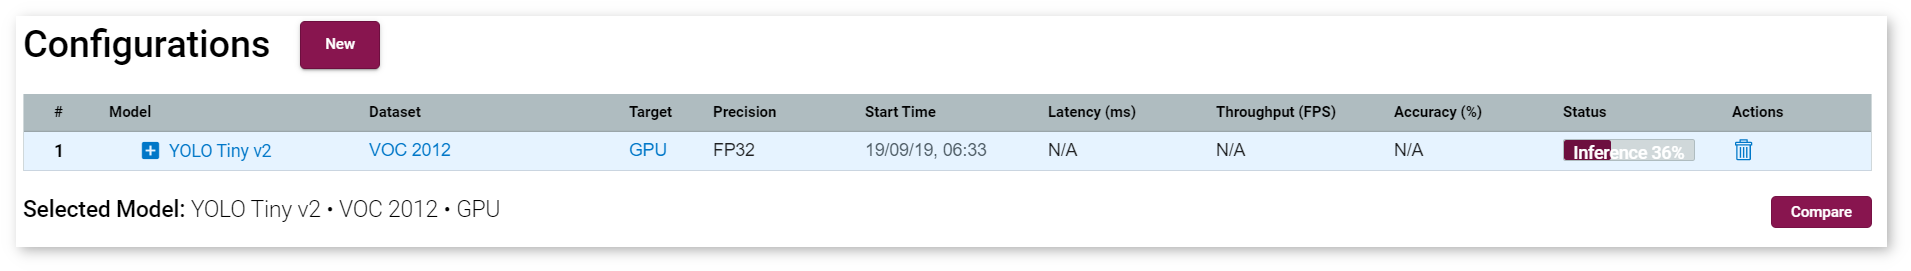 Configurations New
# Model Dataset Target Precision Start Time Latency (ms) Throughput (FPS) Accuracy (%) Status Actions
1 YOLO Tiny v2 VOC 2012 GPU FP32 19/09/19, 06:33 N/A N/A N/A Inference 36%
Selected Model: YOLO Tiny v2 • VOC 2012 • GPU Compare